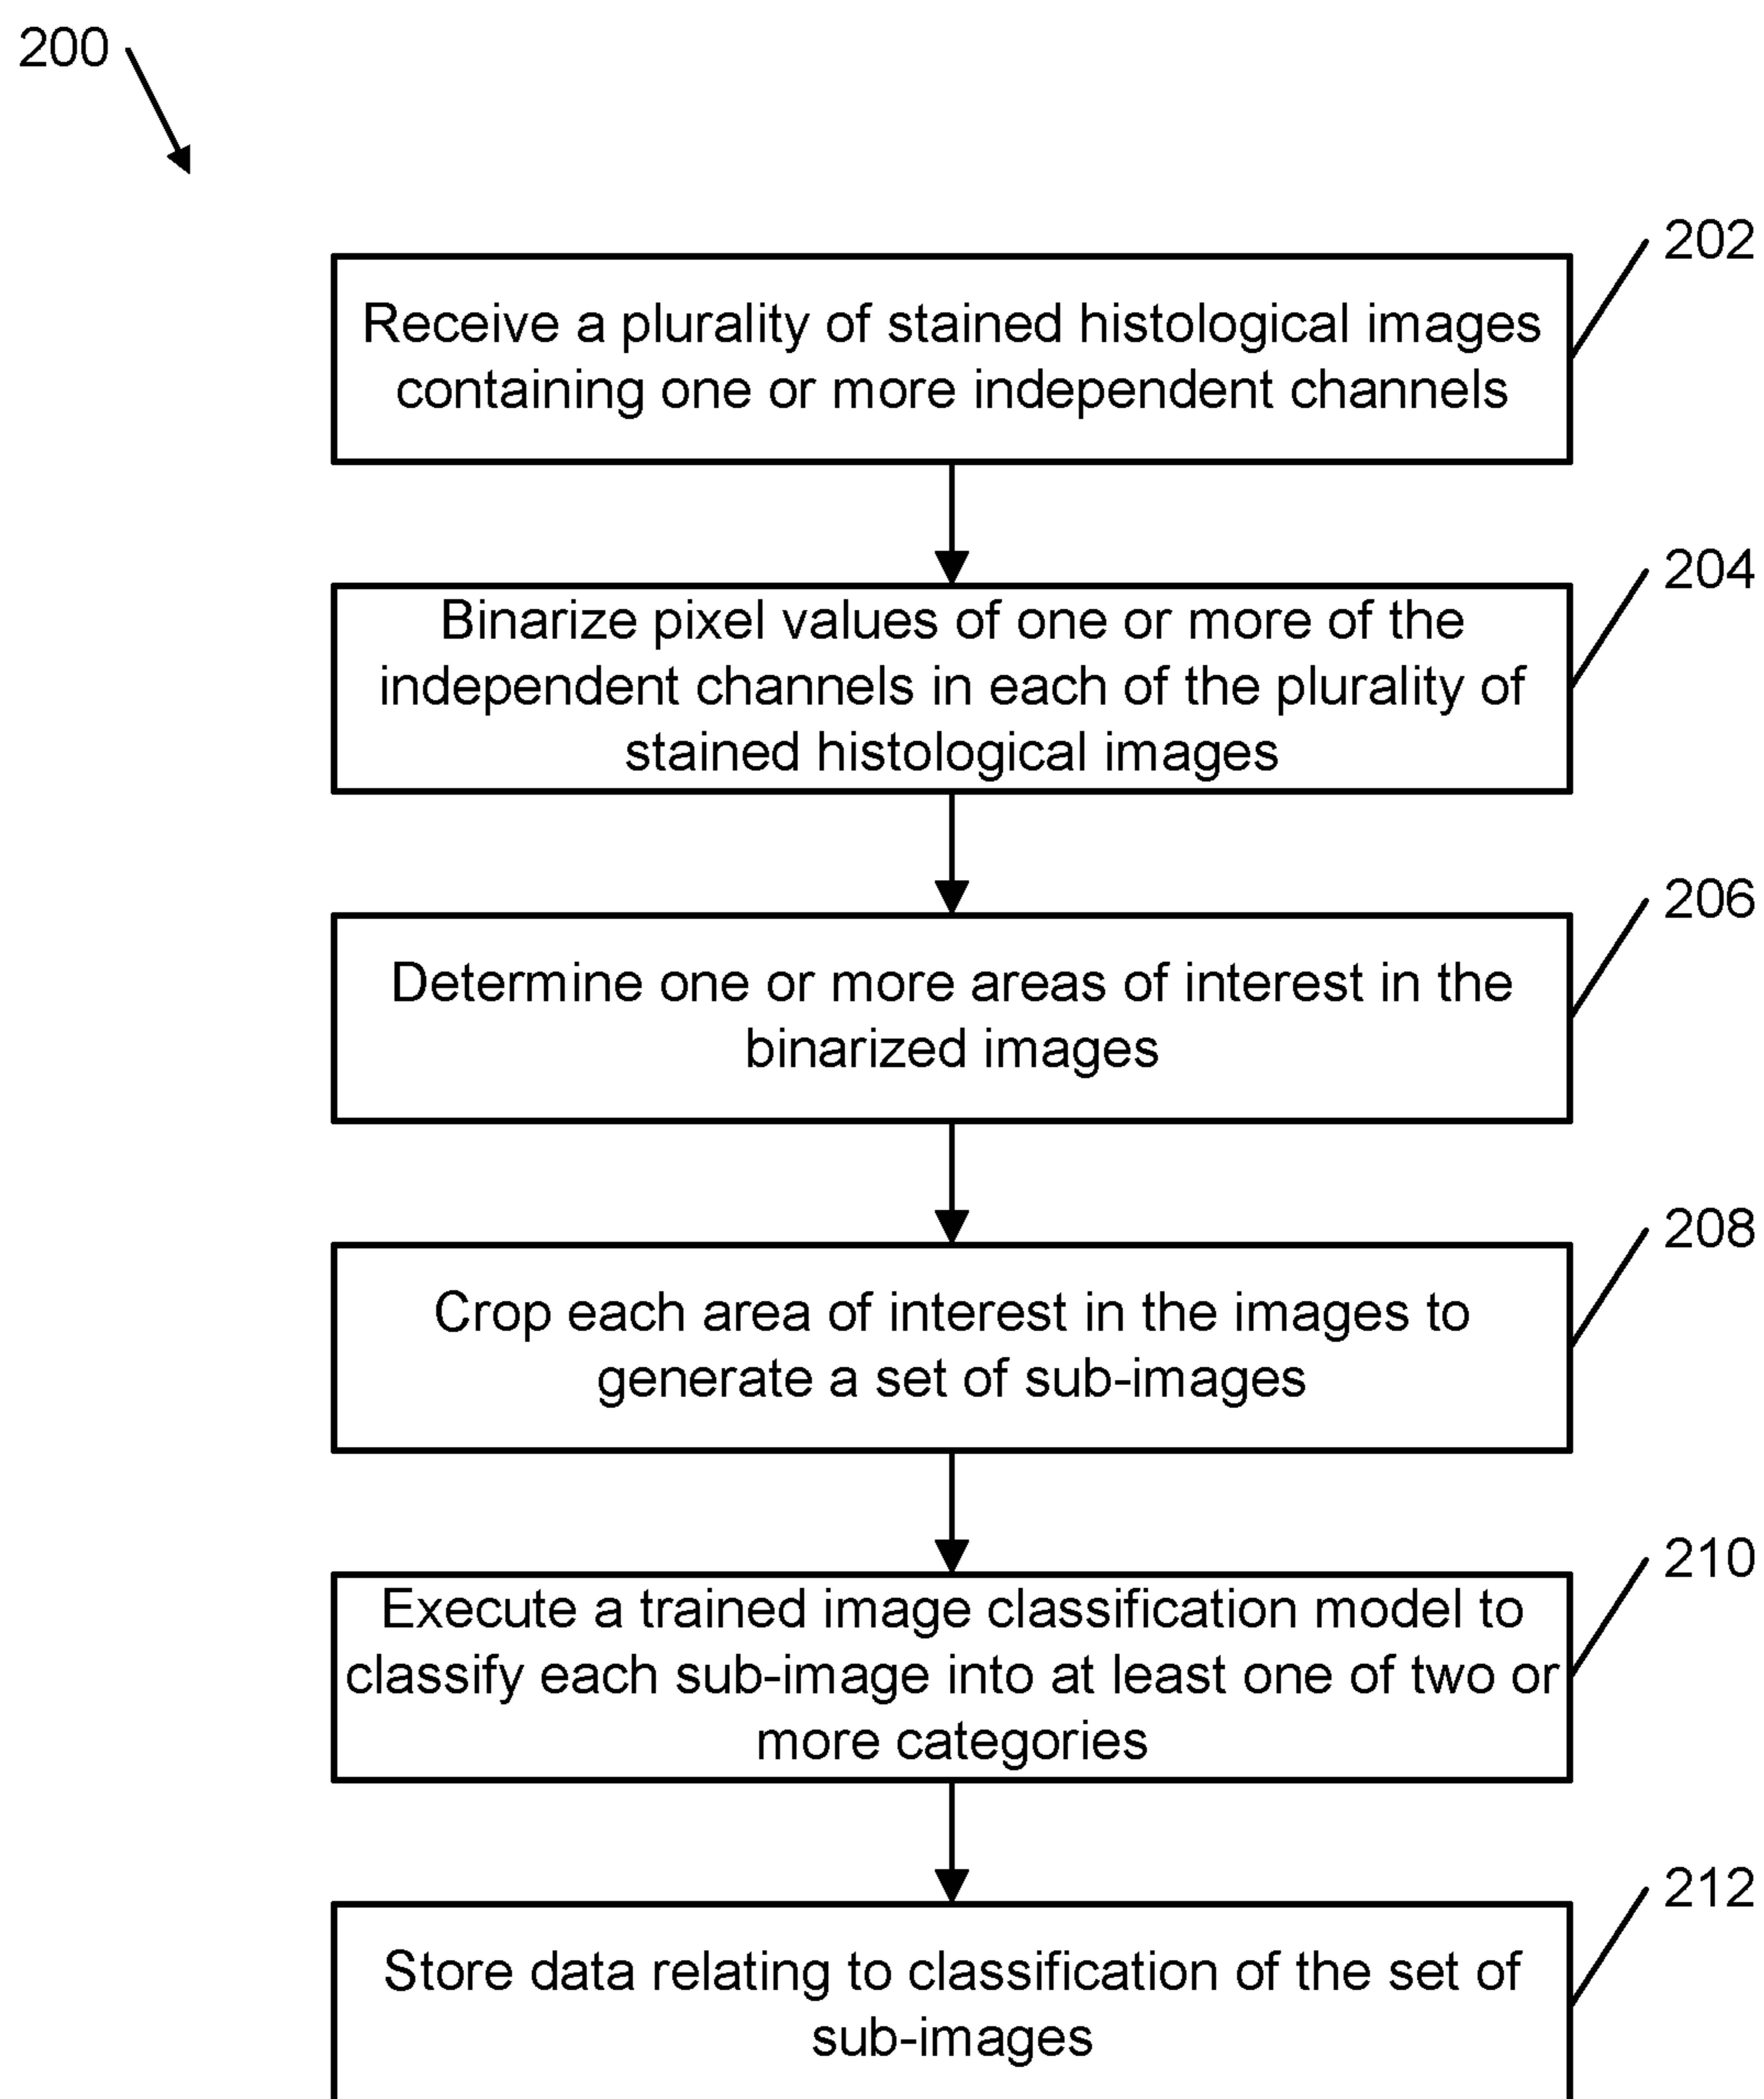 200
202
Receive a plurality of stained histological images
containing one or more independent channels
204
Binarize pixel values of one or more of the
independent channels in each of the plurality of
stained histological images
206
Determine one or more areas of interest in the
binarized images
208
Crop each area of interest in the images to
generate a set of sub-images
210
Execute a trained image classification model to
classify each sub-image into at least one of two or
more categories
212
Store data relating to classification of the set of
sub-images